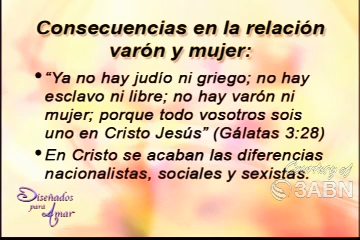 Consecuencias en la relación
varón y mujer:
• “Ya no hay judío ni griego; no hay
esclavo ni libre; no hay varón ni
mujer; porque todo vosotros sois
uno en Cristo Jesús” (Gálatas 3:28)
• En Cristo se acaban las diferencias
nacionalistas, sociales y sexistas.
Courtesy of
3ABN
Diseñados
para
Amar